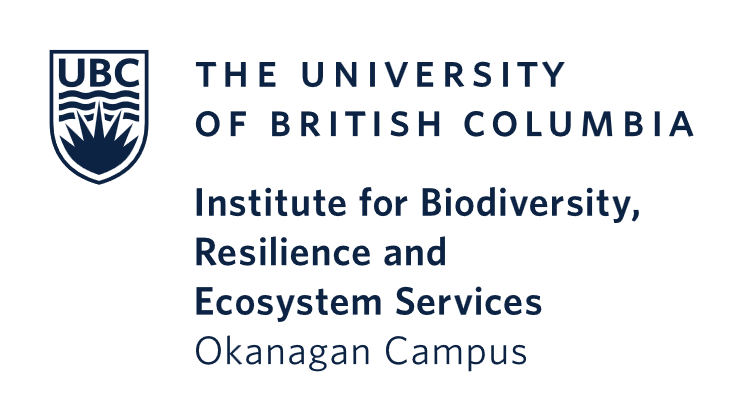 UBC
THE UNIVERSITY
OF BRITISH COLUMBIA
Institute for Biodiversity,
Resilience and
Ecosystem Services
Okanagan Campus